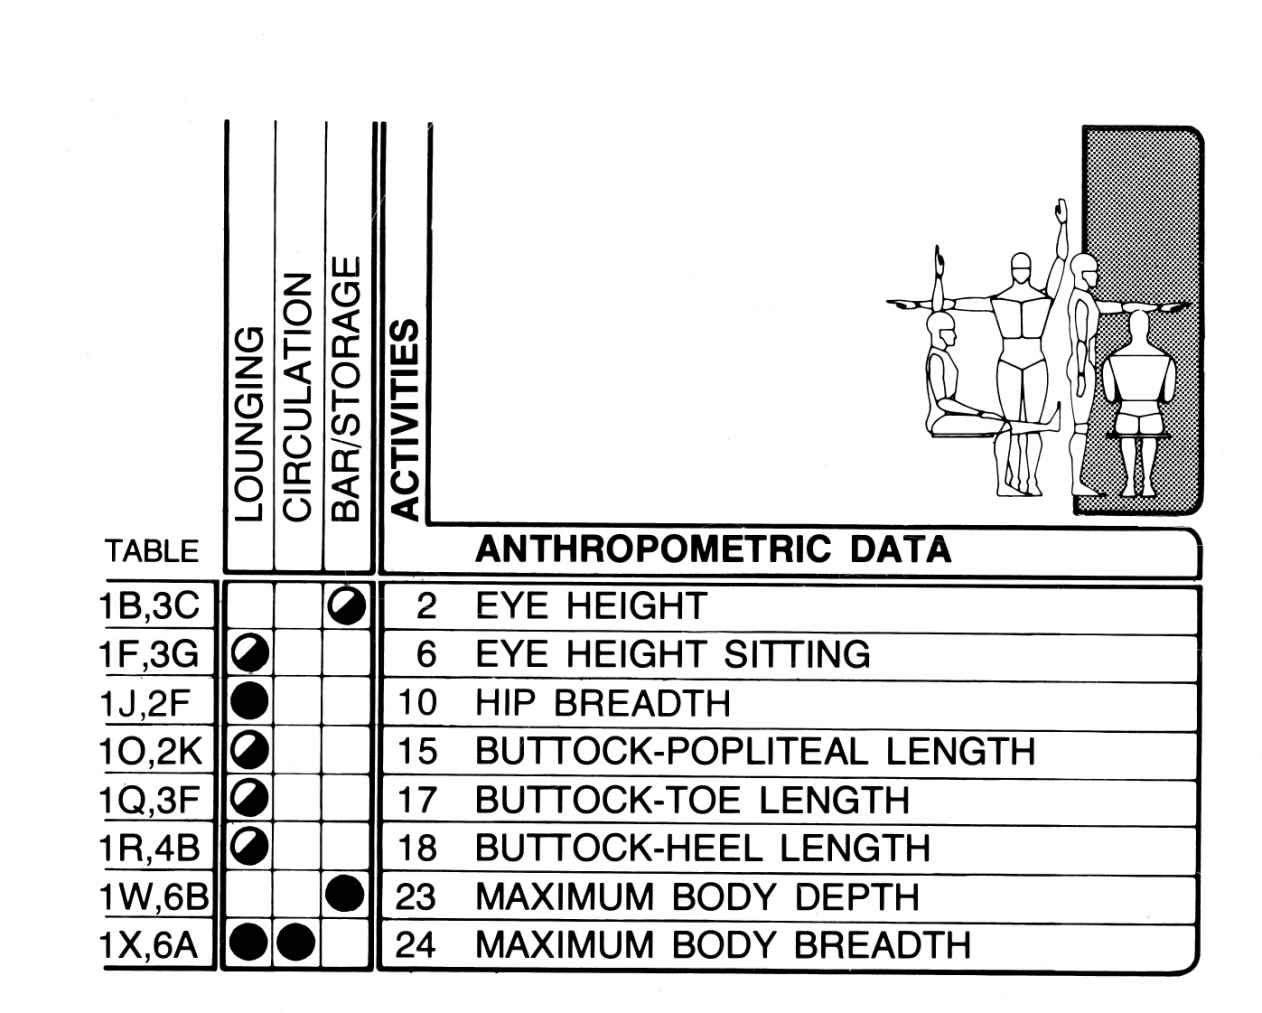 LOUNGING
CIRCULATION
BAR/STORAGE
ACTIVITIES
TABLE ANTHROPOMETRIC DATA
1B,3C 2 EYE HEIGHT
1F,3G 6 EYE HEIGHT SITTING
1J,2F 10 HIP BREADTH
1O,2K 15 BUTTOCK-POPLITEAL LENGTH
1Q,3F 17 BUTTOCK-TOE LENGTH
1R,4B 18 BUTTOCK-HEEL LENGTH
1W,6B 23 MAXIMUM BODY DEPTH
1X,6A 24 MAXIMUM BODY BREADTH